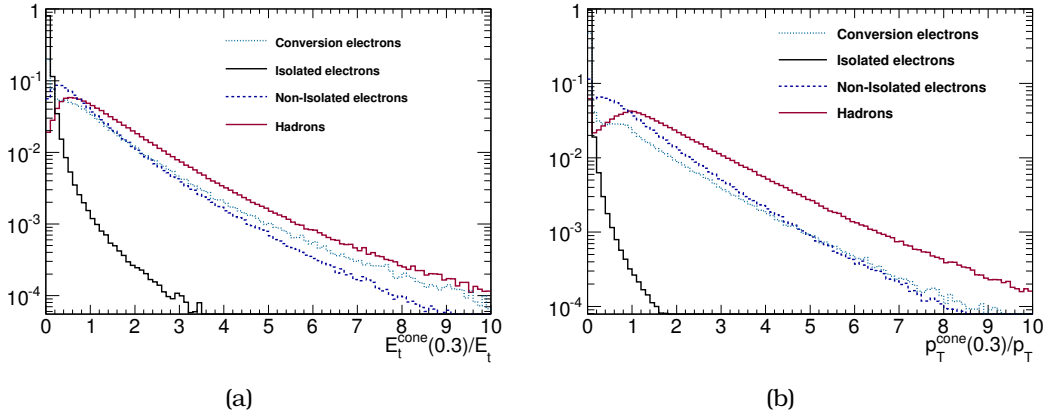 1
10⁻¹
10⁻²
10⁻³
10⁻⁴
0 1 2 3 4 5 6 7 8 9 10
Conversion electrons
Isolated electrons
Non-Isolated electrons
Hadrons
E_t^cone(0.3)/E_t
(a)
1
10⁻¹
10⁻²
10⁻³
10⁻⁴
0 1 2 3 4 5 6 7 8 9 10
Conversion electrons
Isolated electrons
Non-Isolated electrons
Hadrons
p_T^cone(0.3)/p_T
(b)